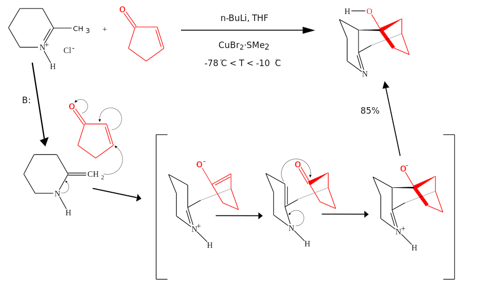 O
n-BuLi, THF
H O
CH3
+
N+
Cl-
H
CuBr2·SMe2
-78°C < T < -10 °C
N
B:
O
85%
CH2
N
H
O-
O
O-
N+
H
N
H
N+
H